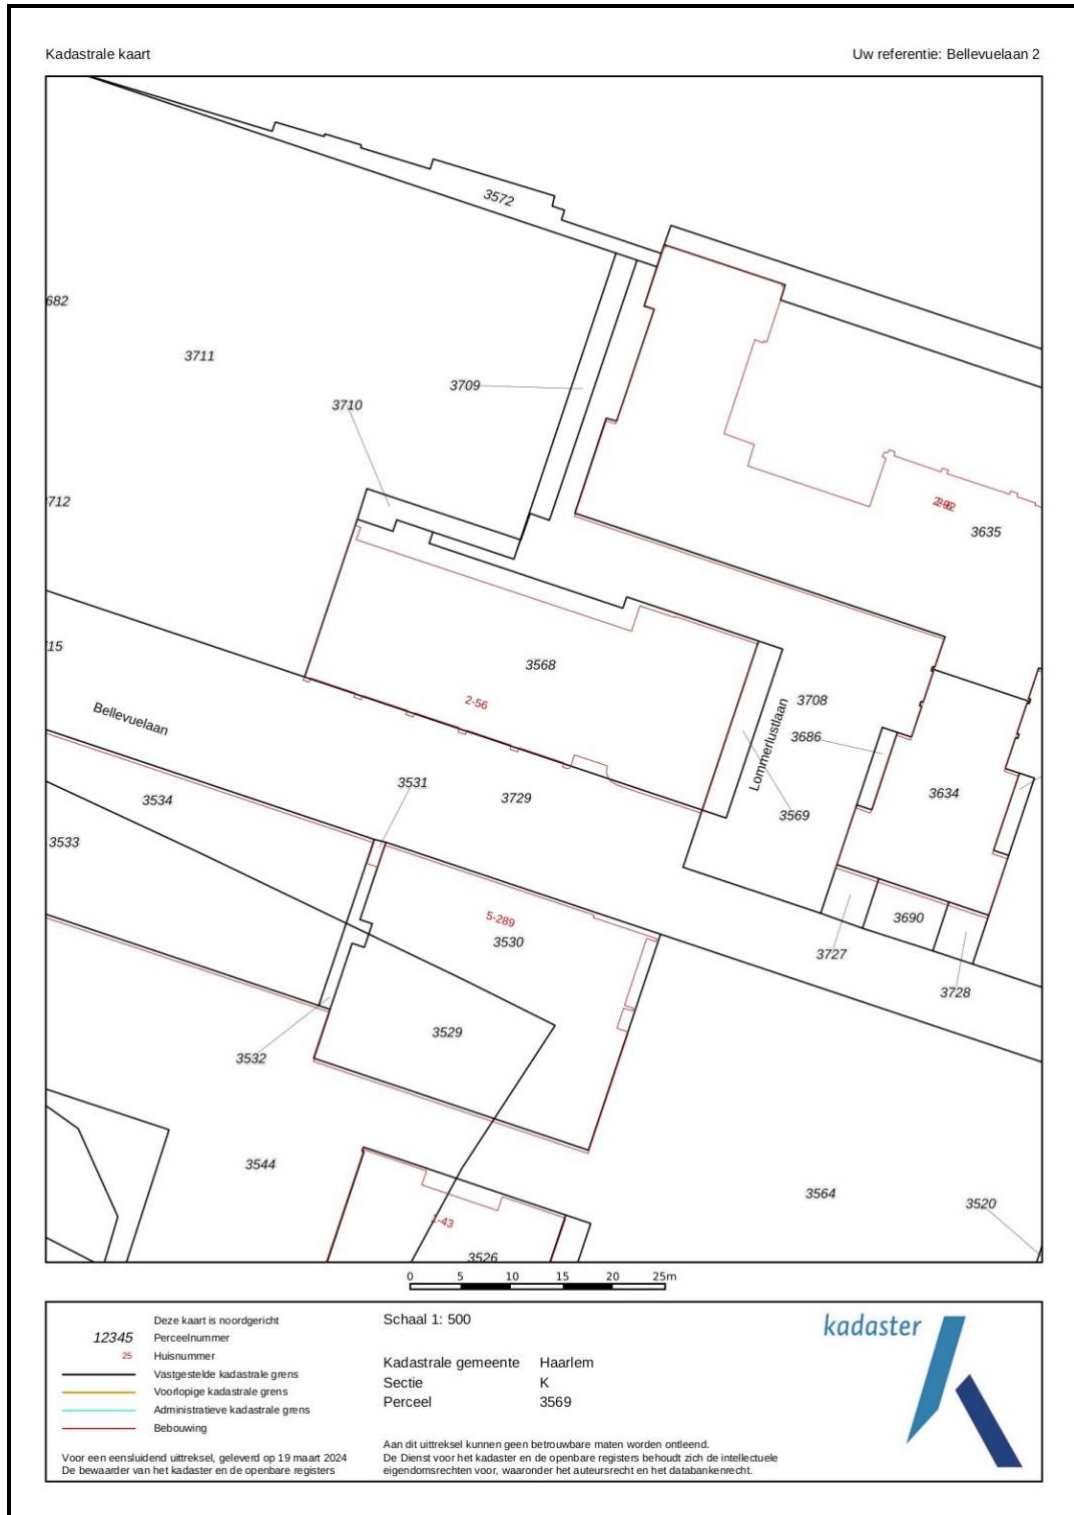 Kadastrale kaart
Uw referentie: Bellevuelaan 2
3572
682
3711
3709
3710
712
3635
15
3568
2-56
3708
Lommerlustlaan
3686
Bellevuelaan
3531
3729
3534
3634
3569
3533
5-289
3530
3690
3727
3728
3529
3532
3544
3564
3520
1-43
3526
0 5 10 15 20 25m
Deze kaart is noordgericht
12345 Perceelnummer
25 Huisnummer
Vastgestelde kadastrale grens
Voorlopige kadastrale grens
Administratieve kadastrale grens
Bebouwing
Voor een eensluidend uittreksel, geleverd op 19 maart 2024
De bewaarder van het kadaster en de openbare registers
Schaal 1: 500
Kadastrale gemeente Haarlem
Sectie K
Perceel 3569
Aan dit uittreksel kunnen geen betrouwbare maten worden ontleend.
De Dienst voor het kadaster en de openbare registers behoudt zich de intellectuele
eigendomsrechten voor, waaronder het auteursrecht en het databankenrecht.
kadaster